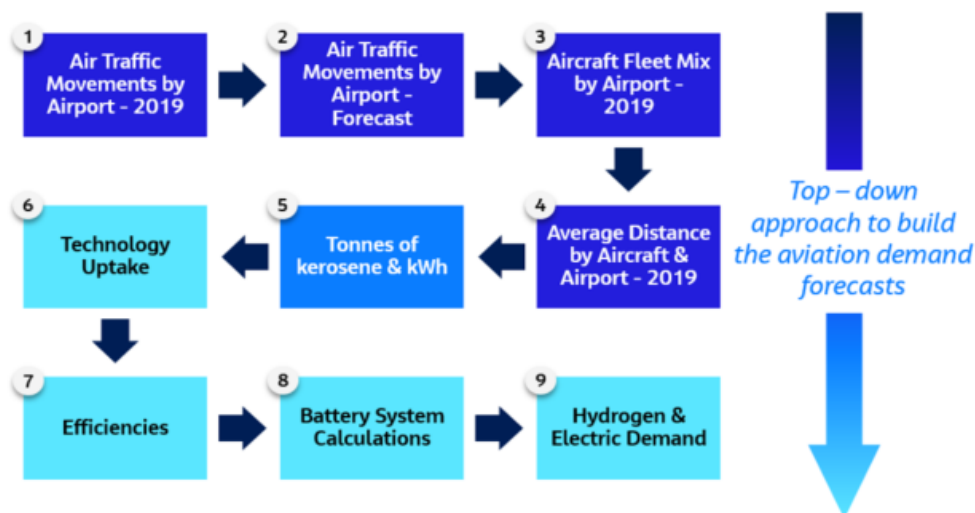 1
Air Traffic
Movements by
Airport - 2019
2
Air Traffic
Movements by
Airport -
Forecast
3
Aircraft Fleet Mix
by Airport -
2019
4
Average Distance
by Aircraft &
Airport - 2019
5
Tonnes of
kerosene & kWh
6
Technology
Uptake
7
Efficiencies
8
Battery System
Calculations
9
Hydrogen &
Electric Demand
Top – down
approach to build
the aviation demand
forecasts